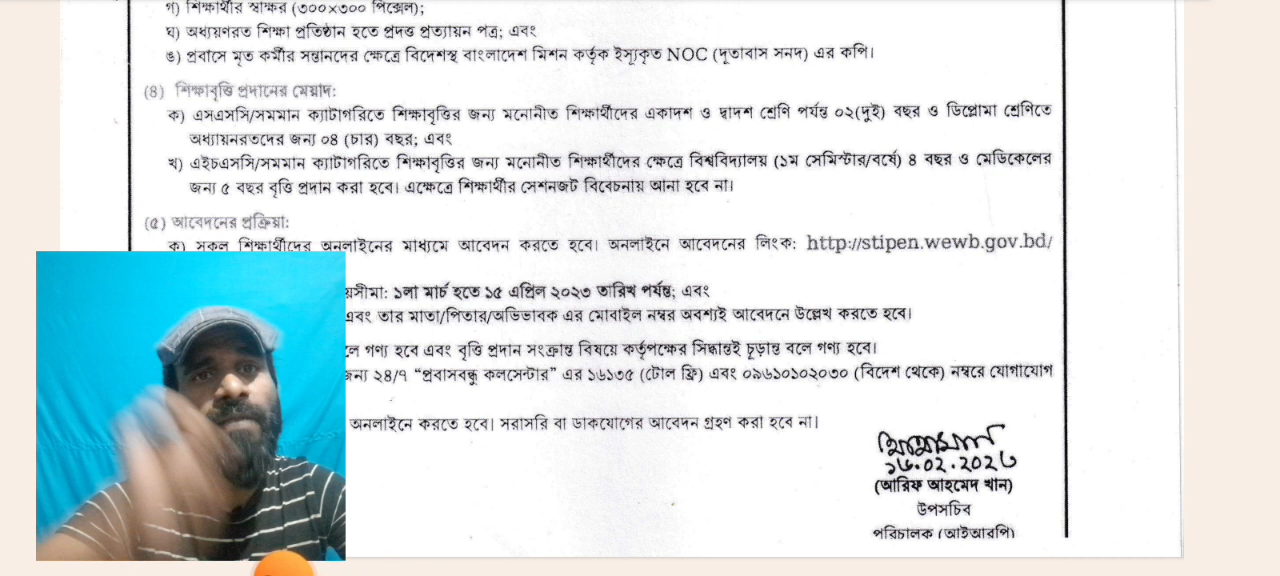 গ) শিক্ষার্থীর স্বাক্ষর (৩০০×৩০০ পিক্সেল);
ঘ) অধ্যয়ণরত শিক্ষা প্রতিষ্ঠান হতে প্রদত্ত প্রত্যায়ন পত্র; এবং
ঙ) প্রবাসে মৃত কর্মীর সন্তানদের ক্ষেত্রে বিদেশস্থ বাংলাদেশ মিশন কর্তৃক ইস্যুকৃত NOC (দূতাবাস সনদ) এর কপি।
(৪) শিক্ষাবৃত্তি প্রদানের মেয়াদ:
ক) এসএসসি/সমমান ক্যাটাগরিতে শিক্ষাবৃত্তির জন্য মনোনীত শিক্ষার্থীদের একাদশ ও দ্বাদশ শ্রেণি পর্যন্ত ০২(দুই) বছর ও ডিপ্লোমা শ্রেণিতে
অধ্যায়নরতদের জন্য ০৪ (চার) বছর; এবং
খ) এইচএসসি/সমমান ক্যাটাগরিতে শিক্ষাবৃত্তির জন্য মনোনীত শিক্ষার্থীদের ক্ষেত্রে বিশ্ববিদ্যালয় (১ম সেমিস্টার/বর্ষে) ৪ বছর ও মেডিকেলের
জন্য ৫ বছর বৃত্তি প্রদান করা হবে। এক্ষেত্রে শিক্ষার্থীর সেশনজট বিবেচনায় আনা হবে না।
(৫) আবেদনের প্রক্রিয়া:
ক) সকল শিক্ষার্থীদের অনলাইনের মাধ্যমে আবেদন করতে হবে। অনলাইনে আবেদনের লিংক: http://stipen.wewb.gov.bd/
য়সীমা: ১লা মার্চ হতে ১৫ এপ্রিল ২০২৩ তারিখ পর্যন্ত; এবং
এবং তার মাতা/পিতার/অভিভাবক এর মোবাইল নম্বর অবশ্যই আবেদনে উল্লেখ করতে হবে।
লে গণ্য হবে এবং বৃত্তি প্রদান সংক্রান্ত বিষয়ে কর্তৃপক্ষের সিদ্ধান্তই চূড়ান্ত বলে গণ্য হবে।
জন্য ২৪/৭ “প্রবাসবন্ধু কলসেন্টার” এর ১৬১৩৫ (টোল ফ্রি) এবং ০৯৬১০১০২০৩০ (বিদেশ থেকে) নম্বরে যোগাযোগ
অনলাইনে করতে হবে। সরাসরি বা ডাকযোগের আবেদন গ্রহণ করা হবে না।
১৬.০২.২০২৩
(আরিফ আহমেদ খান)
উপসচিব
পরিচালক (আইআরপি)